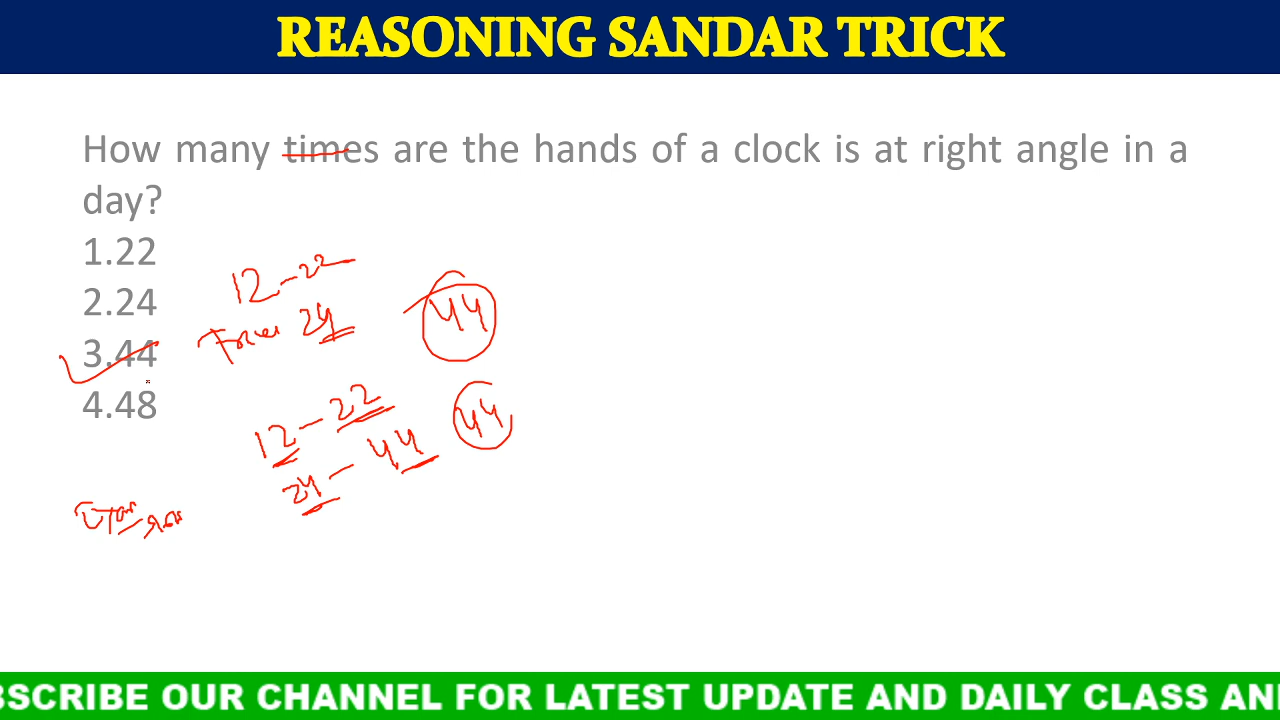 REASONING SANDAR TRICK
How many times are the hands of a clock is at right angle in a
day?
1.22
2.24
3.44
4.48
12-22
24
44
12-22
44
24-44
BSCRIBE OUR CHANNEL FOR LATEST UPDATE AND DAILY CLASS AN